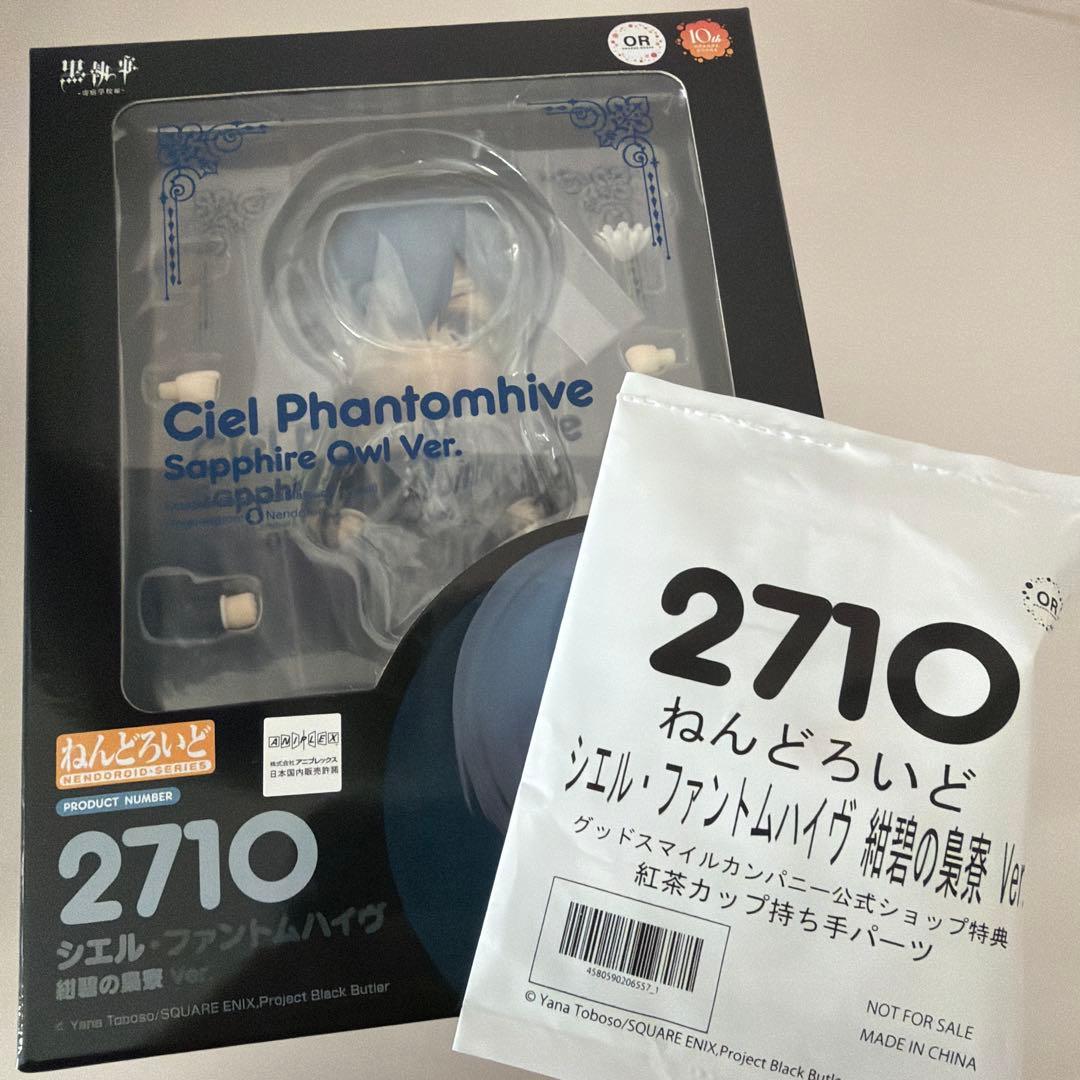 黒執事
-寄宿学校編-
OR
ORANGE ROUGE
10th
ORANGE ROUGE
Ciel Phantomhive
Sapphire Owl Ver.
ねんどろいど
NENDOROID SERIES
ANIPLEX
株式会社アニプレックス
日本国内販売許諾
PRODUCT NUMBER
2710
シエル・ファントムハイヴ
紺碧の梟寮 Ver.
© Yana Toboso/SQUARE ENIX,Project Black Butler
OR
2710
ねんどろいど
シエル・ファントムハイヴ 紺碧の梟寮 Ver.
グッドスマイルカンパニー公式ショップ特典
紅茶カップ持ち手パーツ
4580590206557_1
© Yana Toboso/SQUARE ENIX,Project Black Butler
NOT FOR SALE
MADE IN CHINA